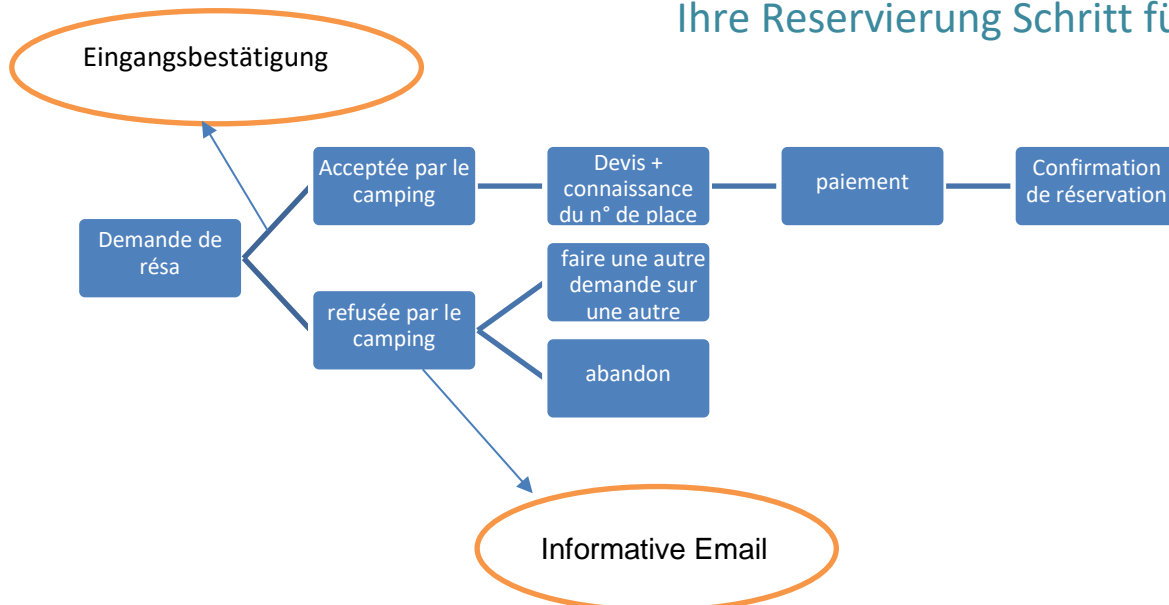 Ihre Reservierung Schritt fü
Eingangsbestätigung
Acceptée par le
camping
Devis +
connaissance
du n° de place
paiement
Confirmation
de réservation
Demande de
résa
faire une autre
demande sur
une autre
refusée par le
camping
abandon
Informative Email